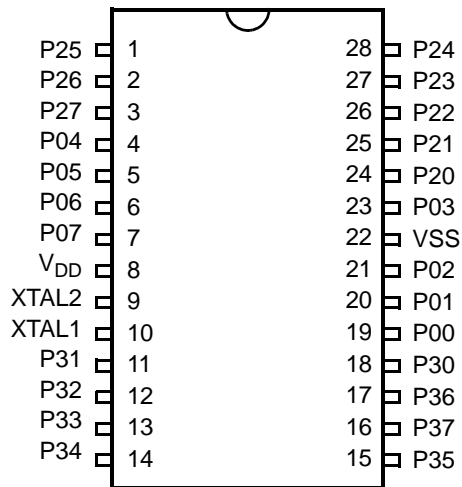 P25 1 28 P24
P26 2 27 P23
P27 3 26 P22
P04 4 25 P21
P05 5 24 P20
P06 6 23 P03
P07 7 22 VSS
VDD 8 21 P02
XTAL2 9 20 P01
XTAL1 10 19 P00
P31 11 18 P30
P32 12 17 P36
P33 13 16 P37
P34 14 15 P35